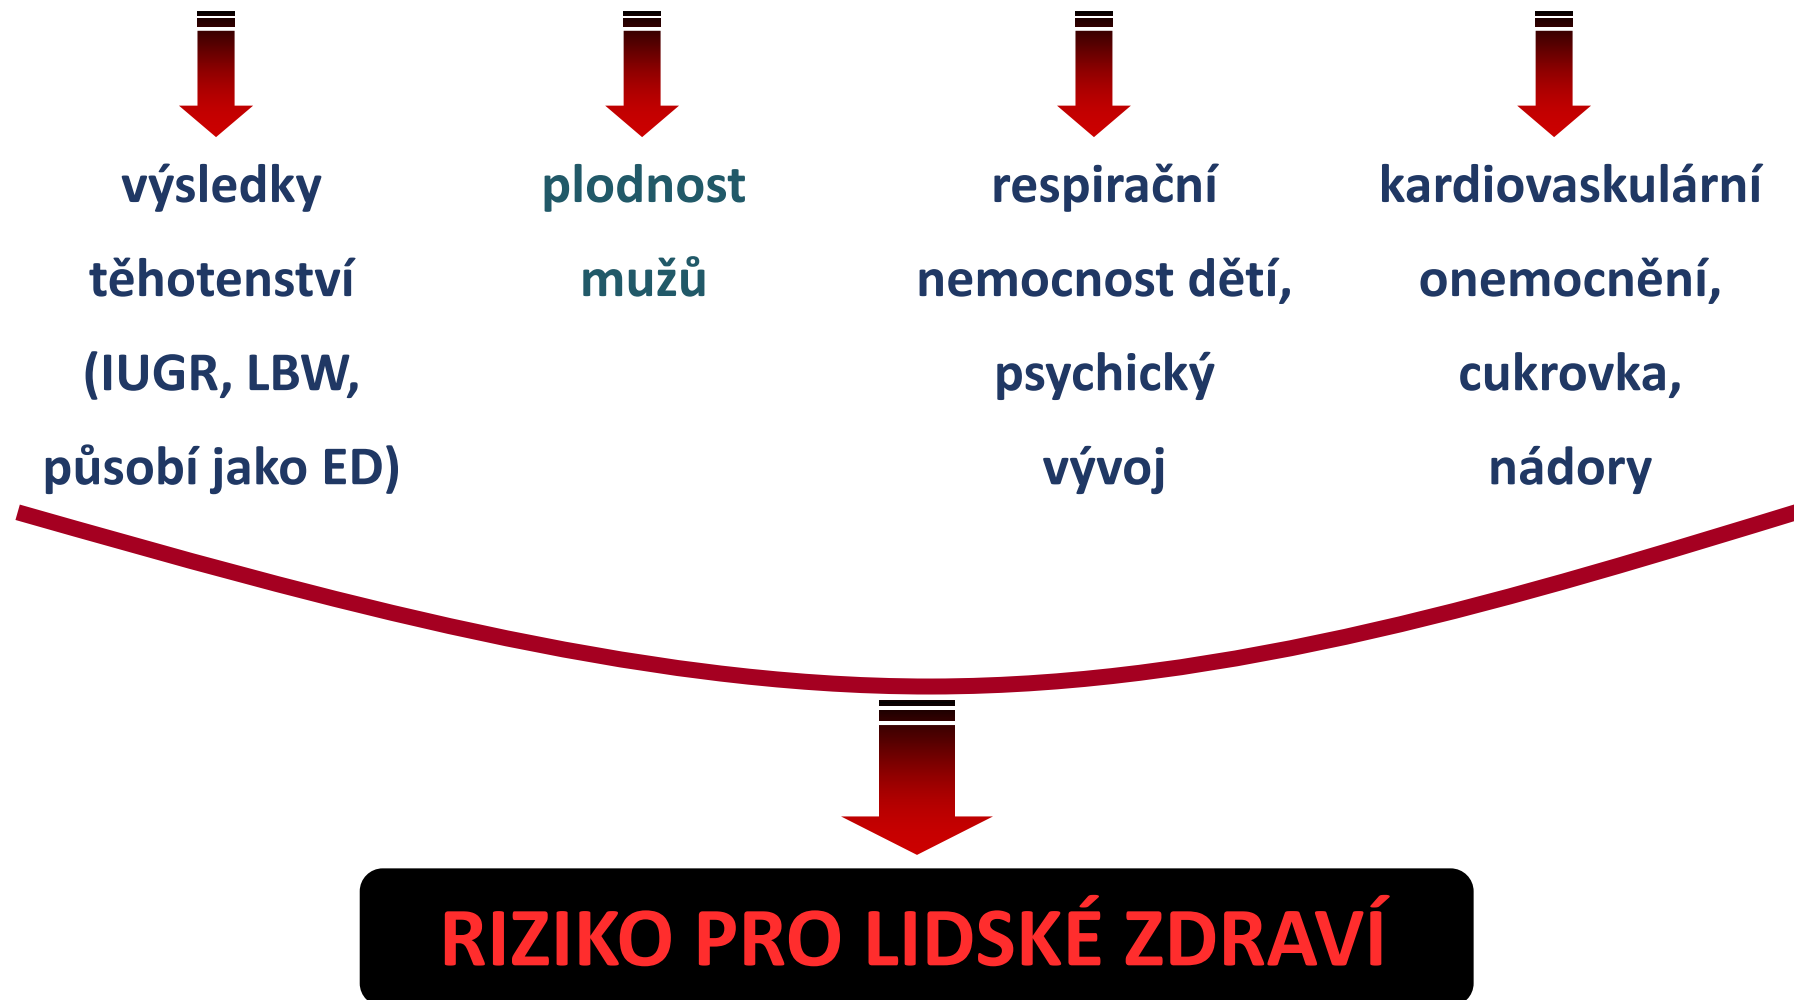 výsledky
těhotenství
(IUGR, LBW,
působí jako ED)
plodnost
mužů
respirační
nemocnost dětí,
psychický
vývoj
kardiovaskulární
onemocnění,
cukrovka,
nádory
RIZIKO PRO LIDSKÉ ZDRAVÍ